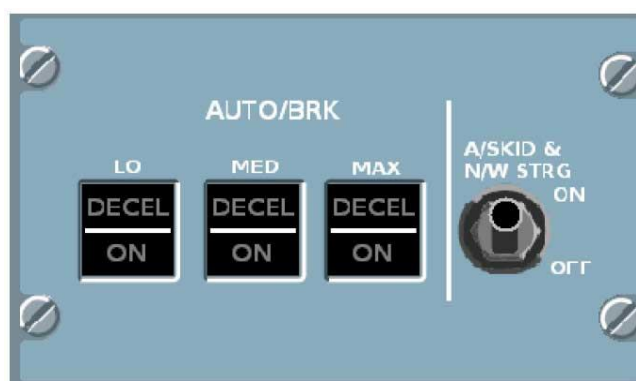 AUTO/BRK
LO MED MAX
DECEL DECEL DECEL
ON ON ON
A/SKID &
N/W STRG
ON
OFF